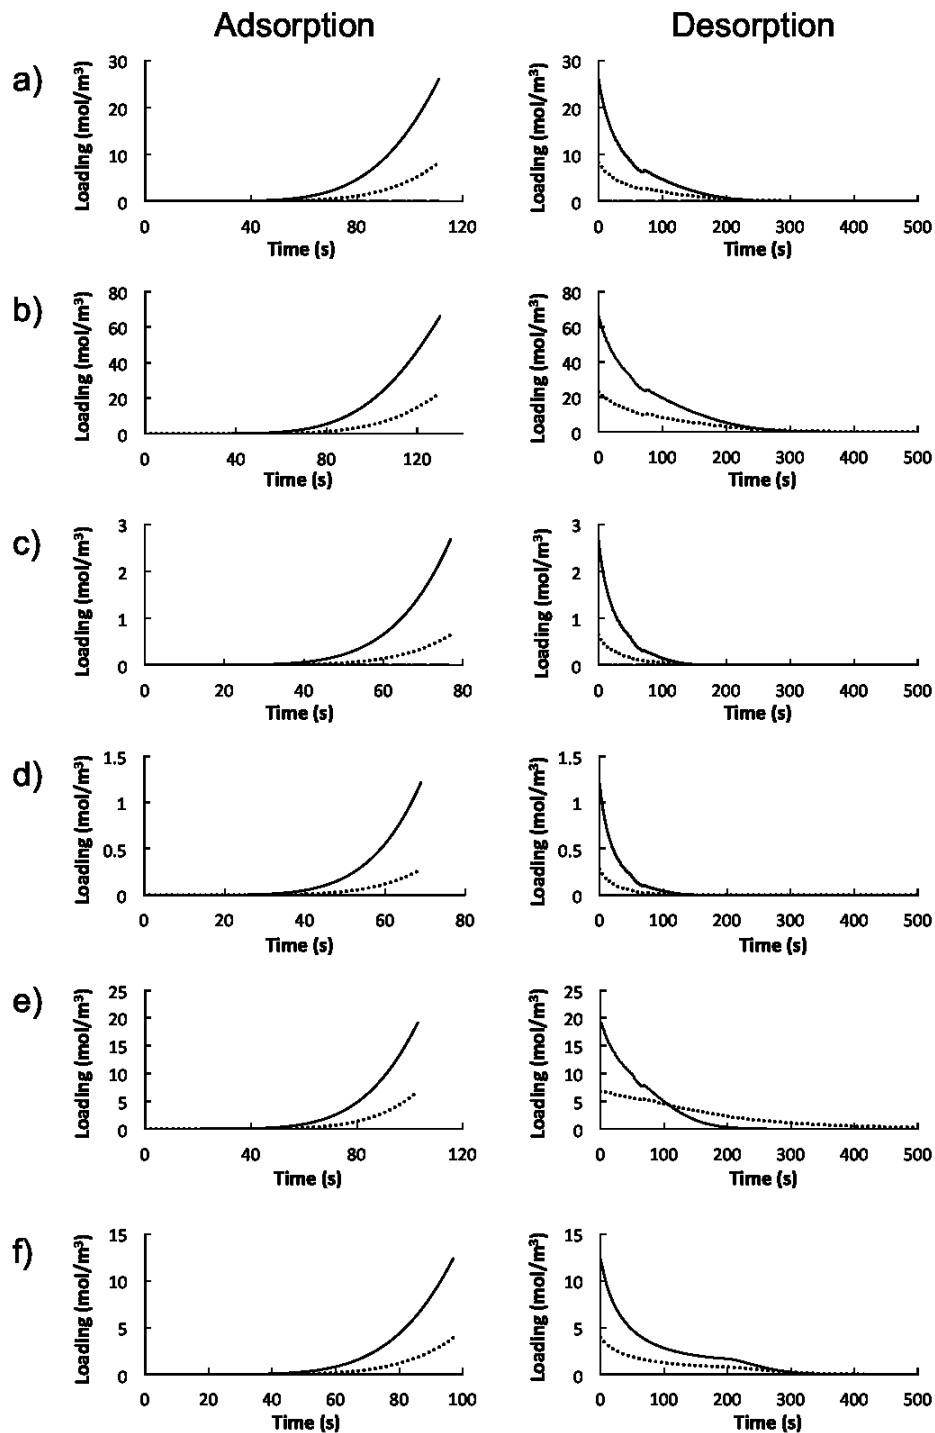 Adsorption Desorption
a)
Loading (mol/m³)
30
20
10
0
0 40 80 120
Time (s)
Loading (mol/m³)
30
20
10
0
0 100 200 300 400 500
Time (s)
b)
Loading (mol/m³)
80
60
40
20
0
0 40 80 120
Time (s)
Loading (mol/m³)
80
60
40
20
0
0 100 200 300 400 500
Time (s)
c)
Loading (mol/m³)
3
2
1
0
0 20 40 60 80
Time (s)
Loading (mol/m³)
3
2
1
0
0 100 200 300 400 500
Time (s)
d)
Loading (mol/m³)
1.5
1
0.5
0
0 20 40 60 80
Time (s)
Loading (mol/m³)
1.5
1
0.5
0
0 100 200 300 400 500
Time (s)
e)
Loading (mol/m³)
25
20
15
10
5
0
0 40 80 120
Time (s)
Loading (mol/m³)
25
20
15
10
5
0
0 100 200 300 400 500
Time (s)
f)
Loading (mol/m³)
15
10
5
0
0 20 40 60 80 100
Time (s)
Loading (mol/m³)
15
10
5
0
0 100 200 300 400 500
Time (s)